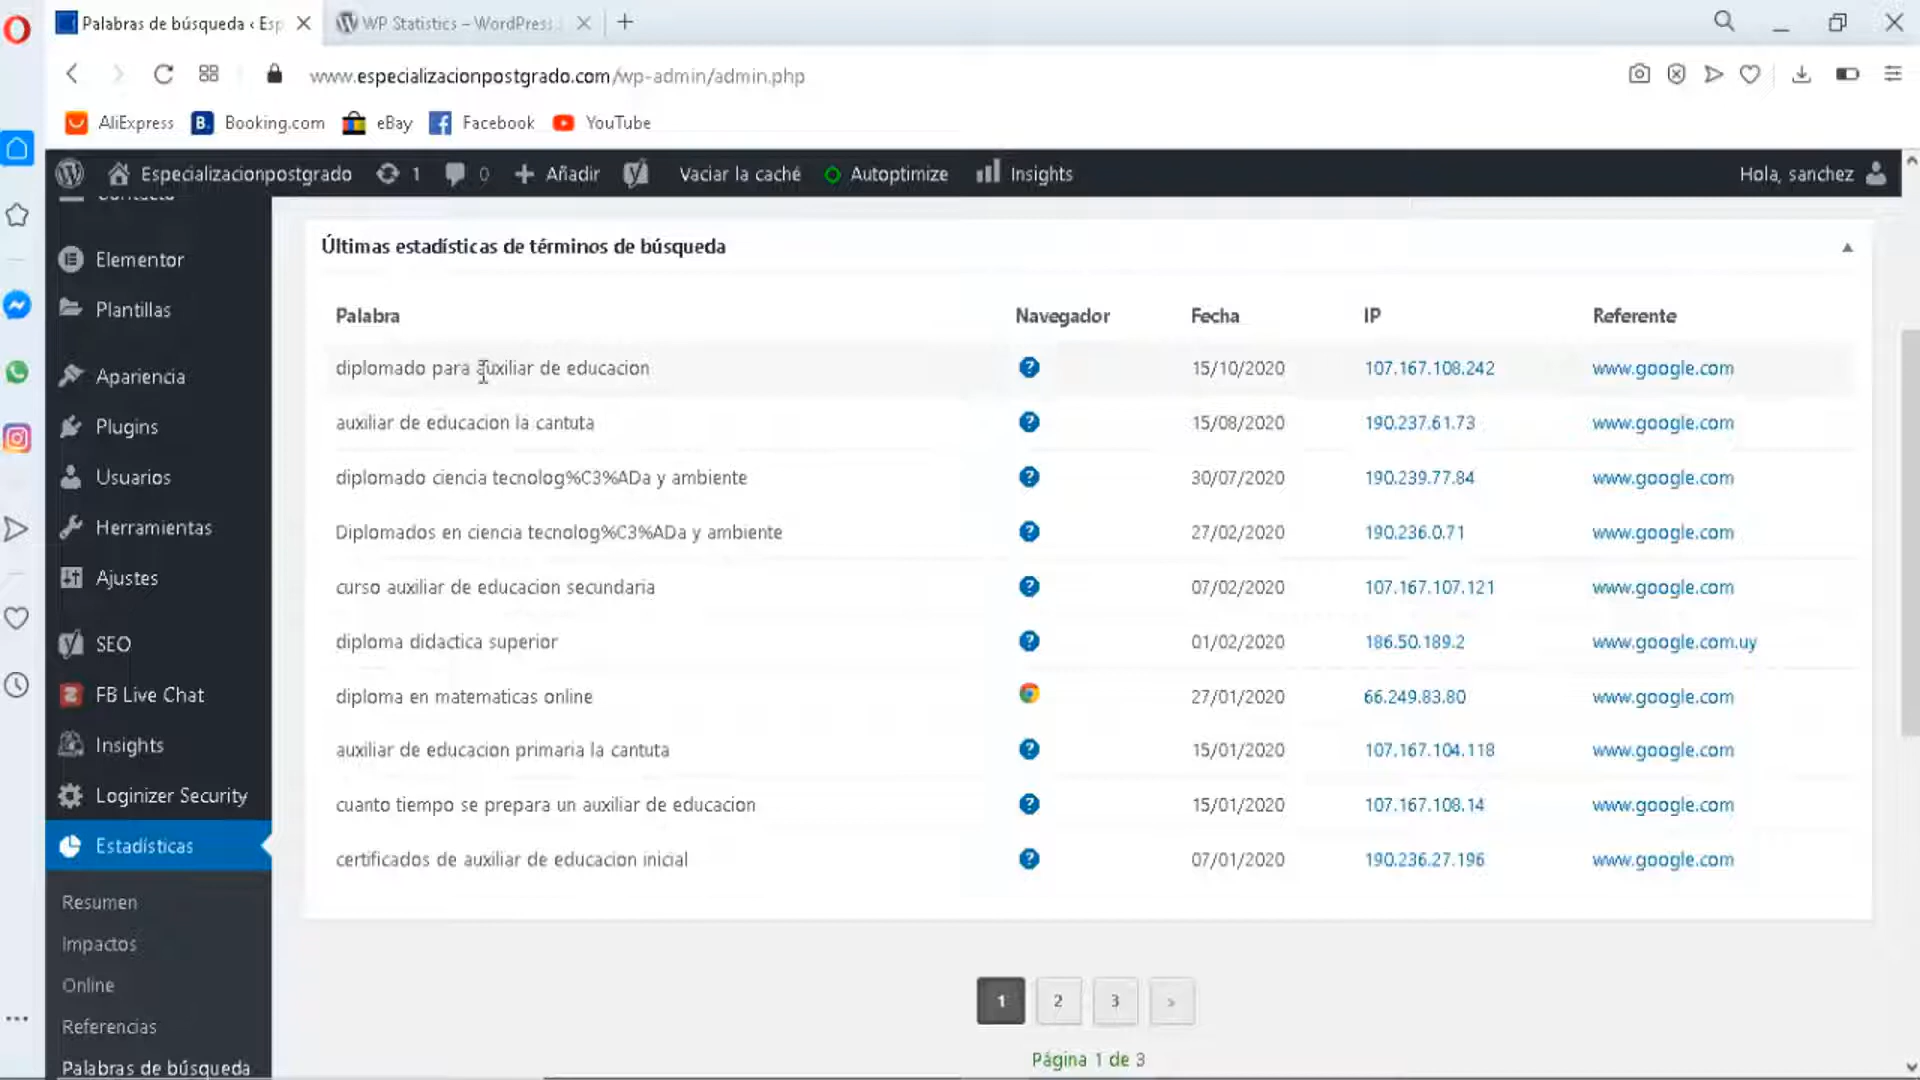 Palabras de búsqueda ‹ Esp
WP Statistics – WordPress
www.especializacionpostgrado.com/wp-admin/admin.php
AliExpress
B. Booking.com
eBay
Facebook
YouTube
Especializacionpostgrado
1
0
Añadir
Vaciar la caché
Autoptimize
Insights
Hola, sanchez
Contacto
Elementor
Plantillas
Apariencia
Plugins
Usuarios
Herramientas
Ajustes
SEO
FB Live Chat
Insights
Loginizer Security
Estadísticas
Resumen
Impactos
Online
Referencias
Palabras de búsqueda
Últimas estadísticas de términos de búsqueda
Palabra Navegador Fecha IP Referente
diplomado para auxiliar de educacion 15/10/2020 107.167.108.242 www.google.com
auxiliar de educacion la cantuta 15/08/2020 190.237.61.73 www.google.com
diplomado ciencia tecnolog%C3%ADa y ambiente 30/07/2020 190.239.77.84 www.google.com
Diplomados en ciencia tecnolog%C3%ADa y ambiente 27/02/2020 190.236.0.71 www.google.com
curso auxiliar de educacion secundaria 07/02/2020 107.167.107.121 www.google.com
diploma didactica superior 01/02/2020 186.50.189.2 www.google.com.uy
diploma en matematicas online 27/01/2020 66.249.83.80 www.google.com
auxiliar de educacion primaria la cantuta 15/01/2020 107.167.104.118 www.google.com
cuanto tiempo se prepara un auxiliar de educacion 15/01/2020 107.167.108.14 www.google.com
certificados de auxiliar de educacion inicial 07/01/2020 190.236.27.196 www.google.com
1 2 3 »
Página 1 de 3